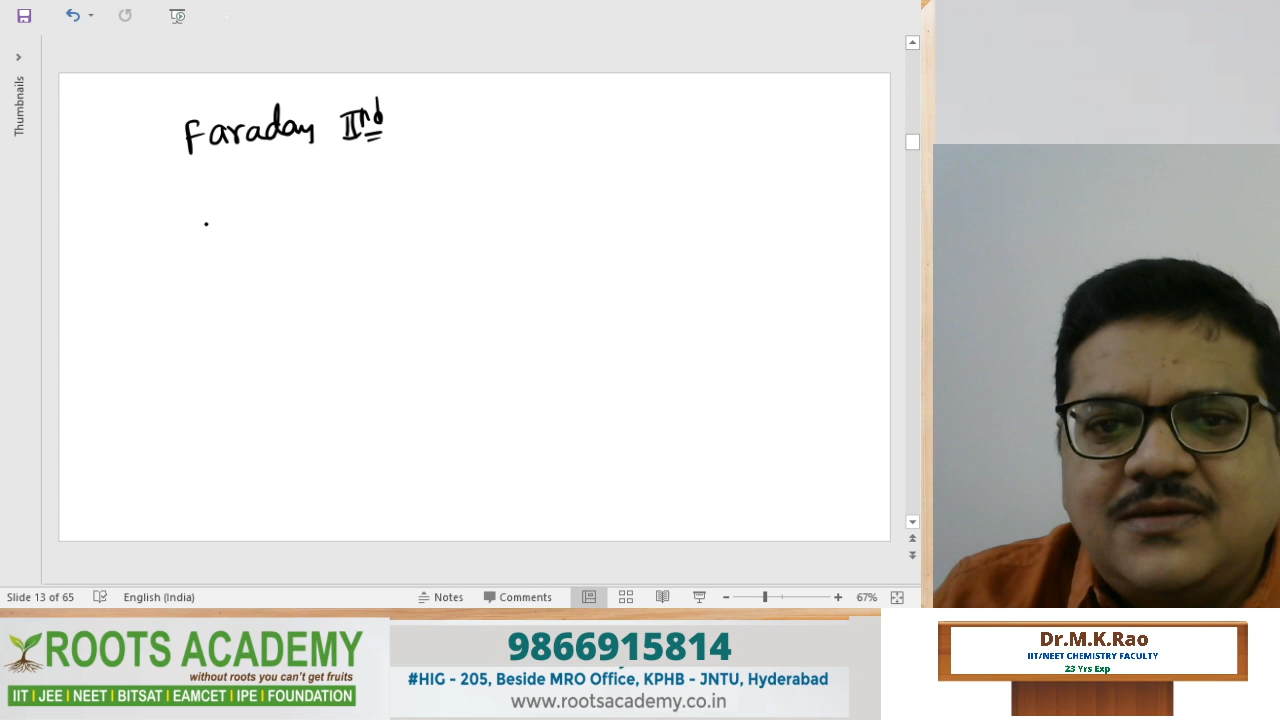 Thumbnails
Faraday IInd
Slide 13 of 65
English (India)
Notes
Comments
67%
ROOTS ACADEMY
without roots you can't get fruits
IIT I JEE I NEET I BITSAT I EAMCET I IPE I FOUNDATION
9866915814
#HIG - 205, Beside MRO Office, KPHB - JNTU, Hyderabad
www.rootsacademy.co.in
Dr.M.K.Rao
IIT/NEET CHEMISTRY FACULTY
23 Yrs Exp